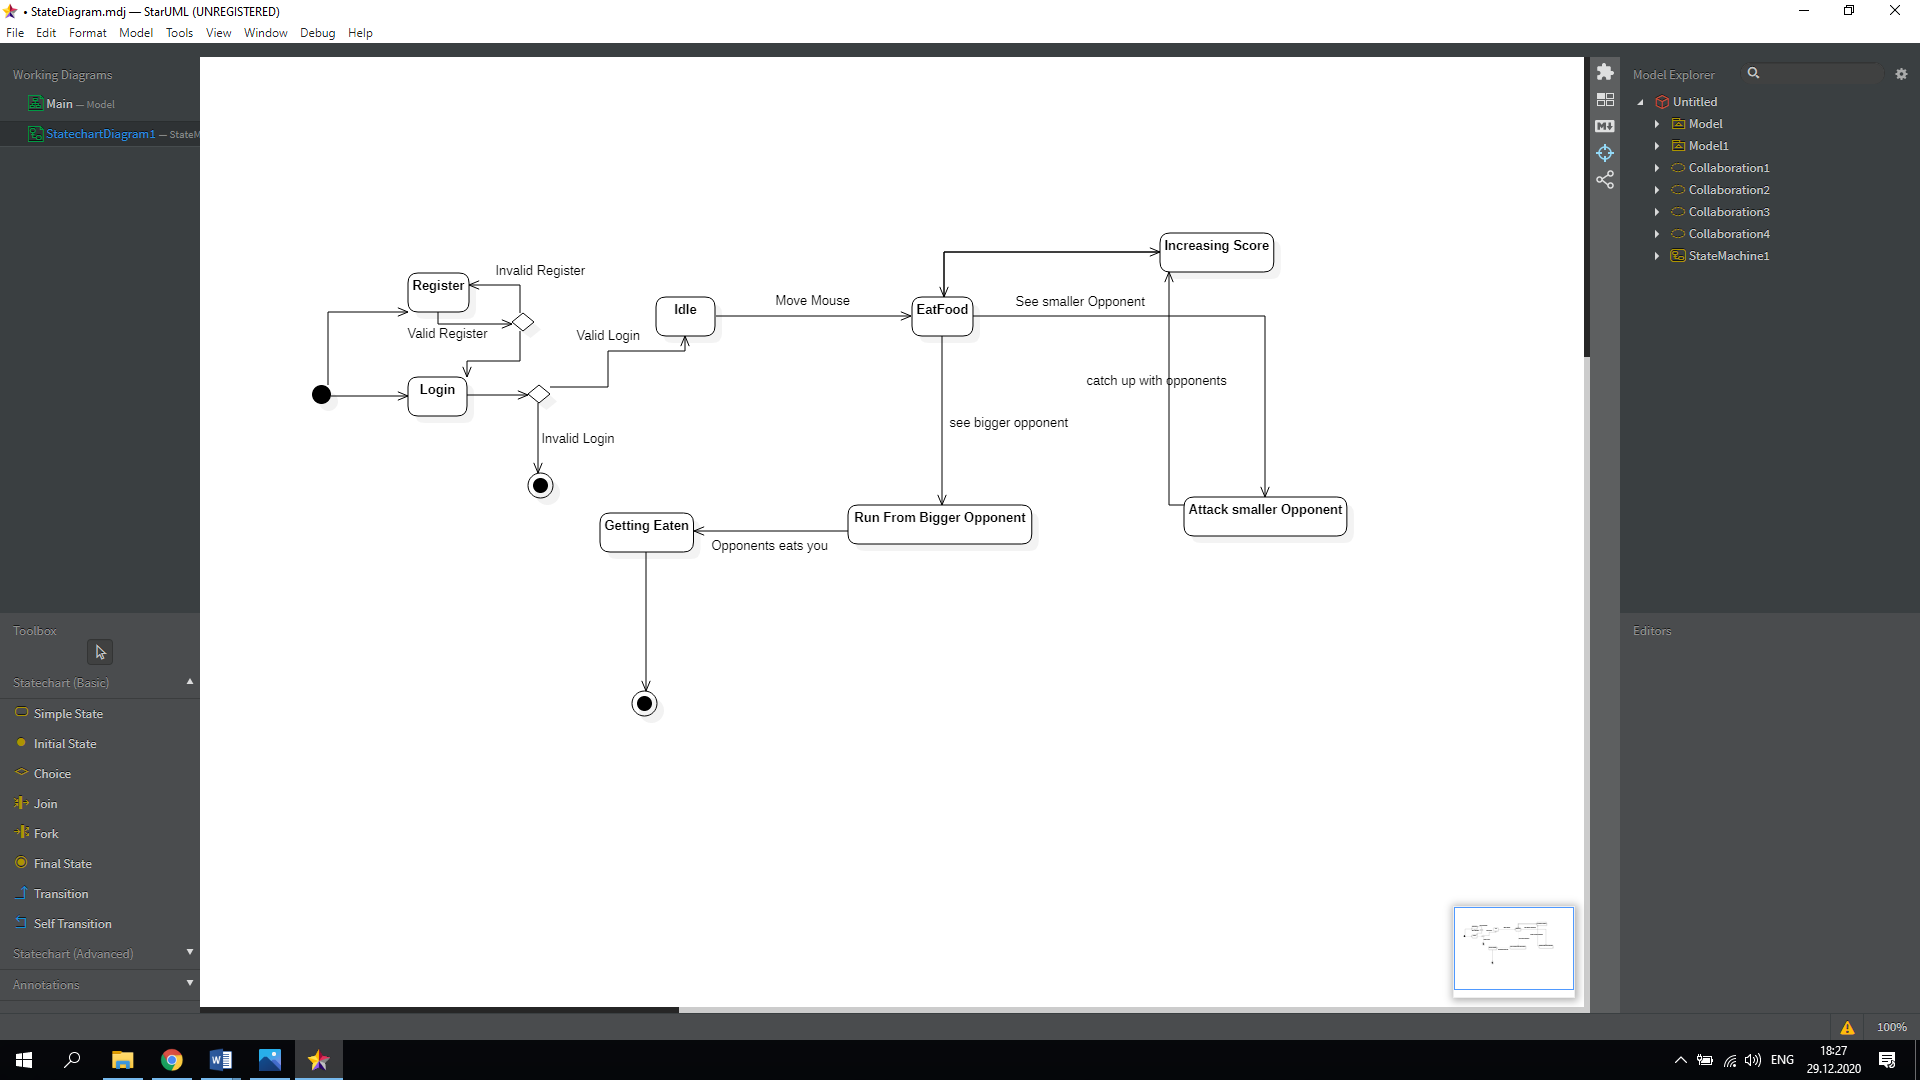 • StateDiagram.mdj — StarUML (UNREGISTERED)
File Edit Format Model Tools View Window Debug Help
Working Diagrams
Main — Model
StatechartDiagram1 — StateM
Toolbox
Statechart (Basic)
Simple State
Initial State
Choice
Join
Fork
Final State
Transition
Self Transition
Statechart (Advanced)
Annotations
Invalid Register
Register
Valid Register
Login
Valid Login
Invalid Login
Idle
Move Mouse
EatFood
See smaller Opponent
Increasing Score
catch up with opponents
see bigger opponent
Attack smaller Opponent
Run From Bigger Opponent
Opponents eats you
Getting Eaten
M
Model Explorer
Untitled
Model
Model1
Collaboration1
Collaboration2
Collaboration3
Collaboration4
StateMachine1
Editors
100%
W
ENG
18:27
29.12.2020